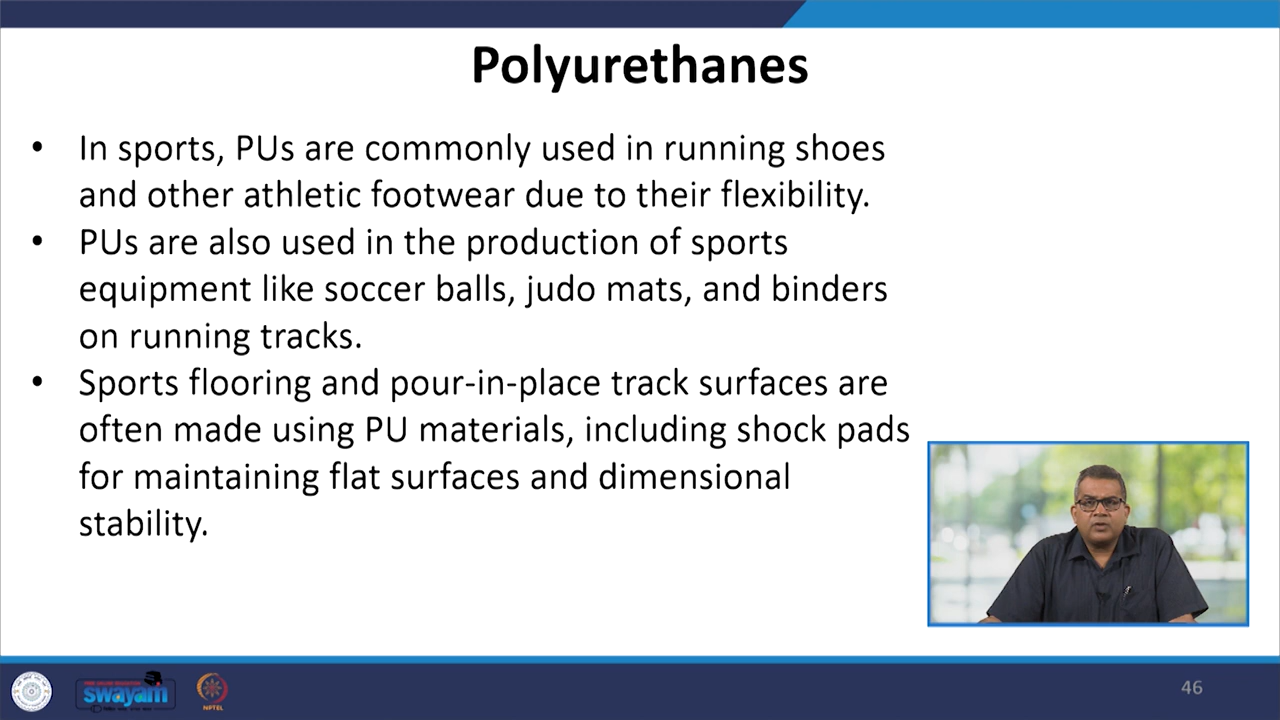 Polyurethanes
• In sports, PUs are commonly used in running shoes
and other athletic footwear due to their flexibility.
• PUs are also used in the production of sports
equipment like soccer balls, judo mats, and binders
on running tracks.
• Sports flooring and pour-in-place track surfaces are
often made using PU materials, including shock pads
for maintaining flat surfaces and dimensional
stability.
swayam
NPTEL
46